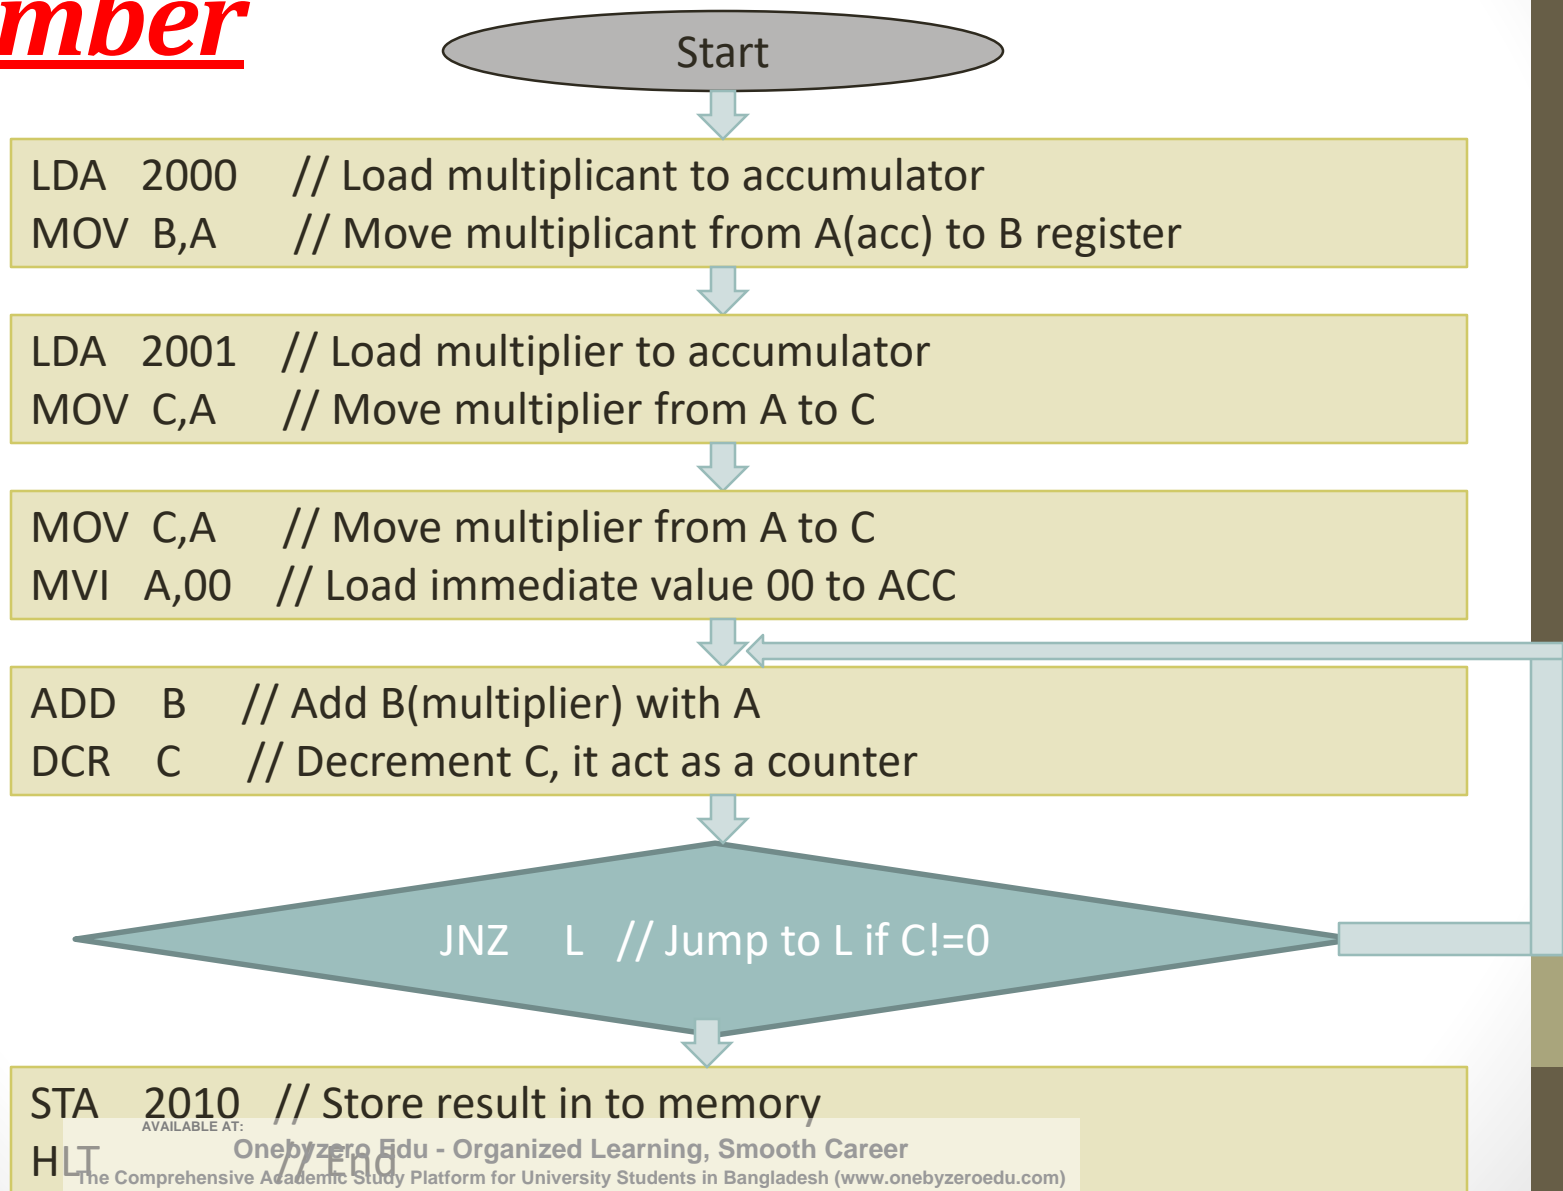 mber
Start
LDA 2000 // Load multiplicant to accumulator
MOV B,A // Move multiplicant from A(acc) to B register
LDA 2001 // Load multiplier to accumulator
MOV C,A // Move multiplier from A to C
MOV C,A // Move multiplier from A to C
MVI A,00 // Load immediate value 00 to ACC
ADD B // Add B(multiplier) with A
DCR C // Decrement C, it act as a counter
JNZ L // Jump to L if C!=0
STA 2010 // Store result in to memory
HLT // End
AVAILABLE AT:
Onebyzero Edu - Organized Learning, Smooth Career
The Comprehensive Academic Study Platform for University Students in Bangladesh (www.onebyzeroedu.com)